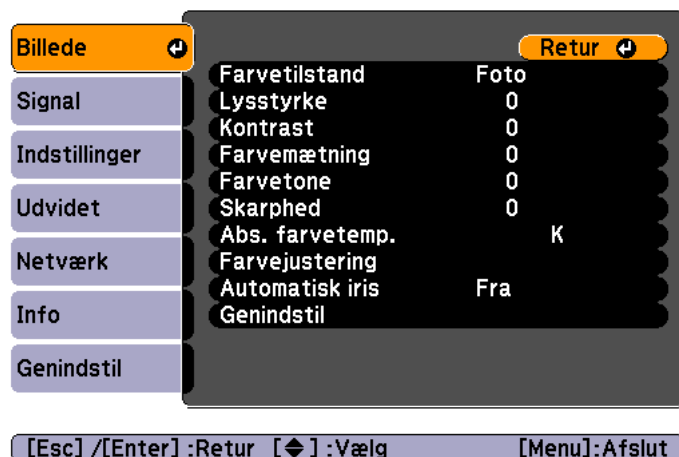 Billede
Signal
Indstillinger
Udvidet
Netværk
Info
Genindstil
Retur
Farvetilstand Foto
Lysstyrke 0
Kontrast 0
Farvemætning 0
Farvetone 0
Skarphed 0
Abs. farvetemp. K
Farvejustering
Automatisk iris Fra
Genindstil
[Esc] /[Enter] :Retur [◆] :Vælg [Menu]:Afslut